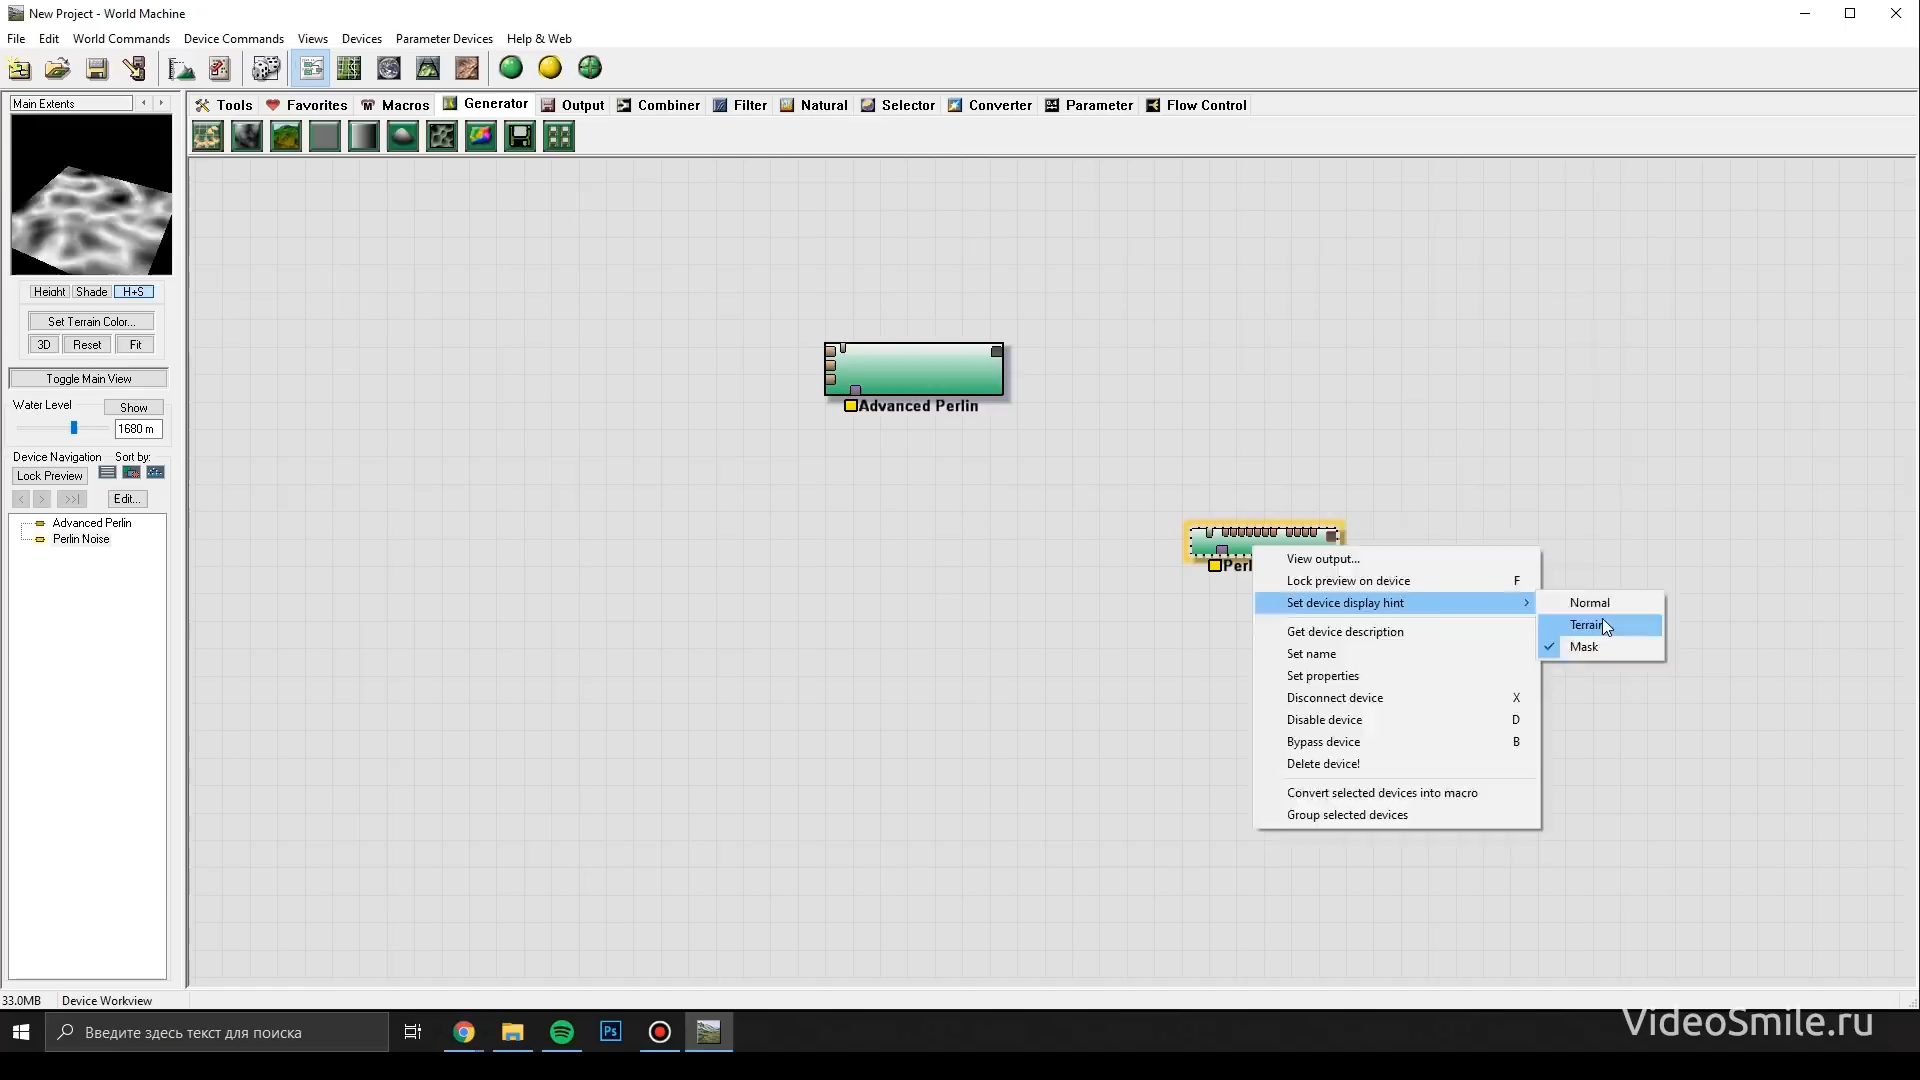 New Project - World Machine
File Edit World Commands Device Commands Views Devices Parameter Devices Help & Web
Main Extents
Tools Favorites Macros Generator Output Combiner Filter Natural Selector Converter Parameter Flow Control
Height Shade H+S
Set Terrain Color...
3D Reset Fit
Toggle Main View
Water Level Show
1680 m
Device Navigation Sort by:
Lock Preview
< > >>| Edit...
Advanced Perlin
Perlin Noise
Advanced Perlin
Perl
View output...
Lock preview on device F
Set device display hint >
Get device description
Set name
Set properties
Disconnect device X
Disable device D
Bypass device B
Delete device!
Convert selected devices into macro
Group selected devices
Normal
Terrain
Mask
33.0MB Device Workview
Введите здесь текст для поиска
Ps
VideoSmile.ru